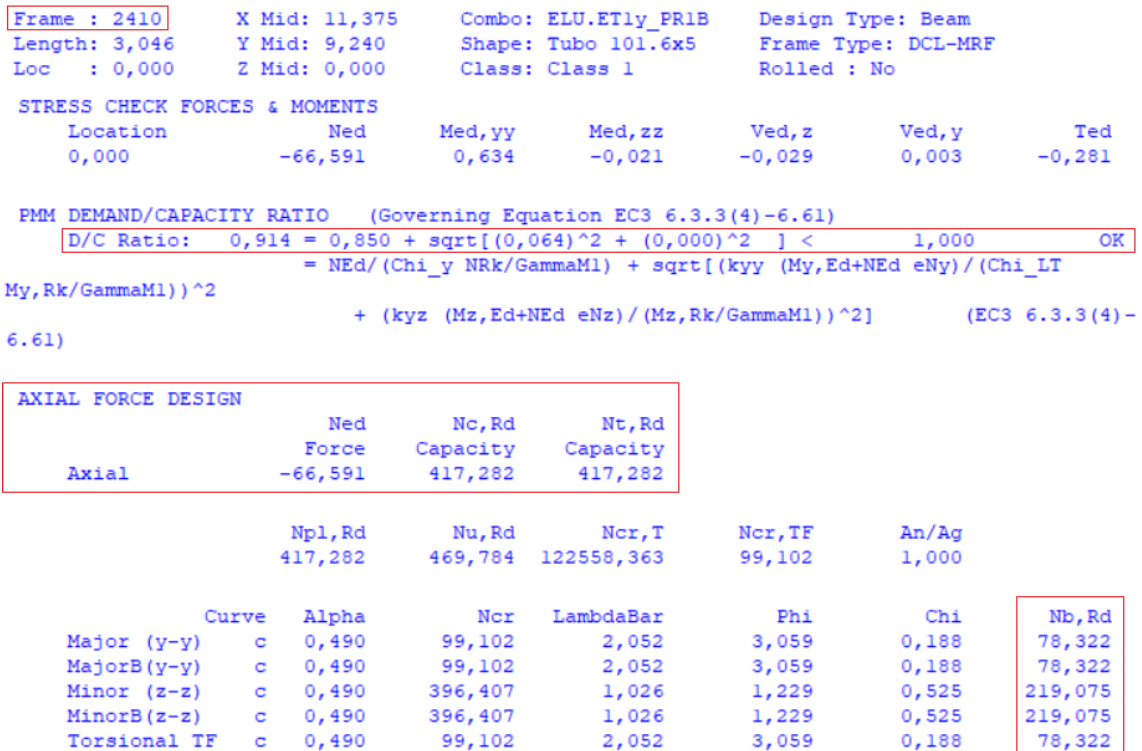 Frame : 2410 X Mid: 11,375 Combo: ELU.ET1y_PR1B Design Type: Beam
Length: 3,046 Y Mid: 9,240 Shape: Tubo 101.6x5 Frame Type: DCL-MRF
Loc : 0,000 Z Mid: 0,000 Class: Class 1 Rolled : No
STRESS CHECK FORCES & MOMENTS
Location Ned Med,yy Med,zz Ved,z Ved,y Ted
0,000 -66,591 0,634 -0,021 -0,029 0,003 -0,281
PMM DEMAND/CAPACITY RATIO (Governing Equation EC3 6.3.3(4)-6.61)
D/C Ratio: 0,914 = 0,850 + sqrt[(0,064)^2 + (0,000)^2 ] < 1,000 OK
= NEd/(Chi_y NRk/GammaM1) + sqrt[(kyy (My,Ed+NEd eNy)/(Chi_LT
My,Rk/GammaM1))^2
+ (kyz (Mz,Ed+NEd eNz)/(Mz,Rk/GammaM1))^2] (EC3 6.3.3(4)-
6.61)
AXIAL FORCE DESIGN
Ned Nc,Rd Nt,Rd
Force Capacity Capacity
Axial -66,591 417,282 417,282
Npl,Rd Nu,Rd Ncr,T Ncr,TF An/Ag
417,282 469,784 122558,363 99,102 1,000
Curve Alpha Ncr LambdaBar Phi Chi Nb,Rd
Major (y-y) c 0,490 99,102 2,052 3,059 0,188 78,322
MajorB(y-y) c 0,490 99,102 2,052 3,059 0,188 78,322
Minor (z-z) c 0,490 396,407 1,026 1,229 0,525 219,075
MinorB(z-z) c 0,490 396,407 1,026 1,229 0,525 219,075
Torsional TF c 0,490 99,102 2,052 3,059 0,188 78,322